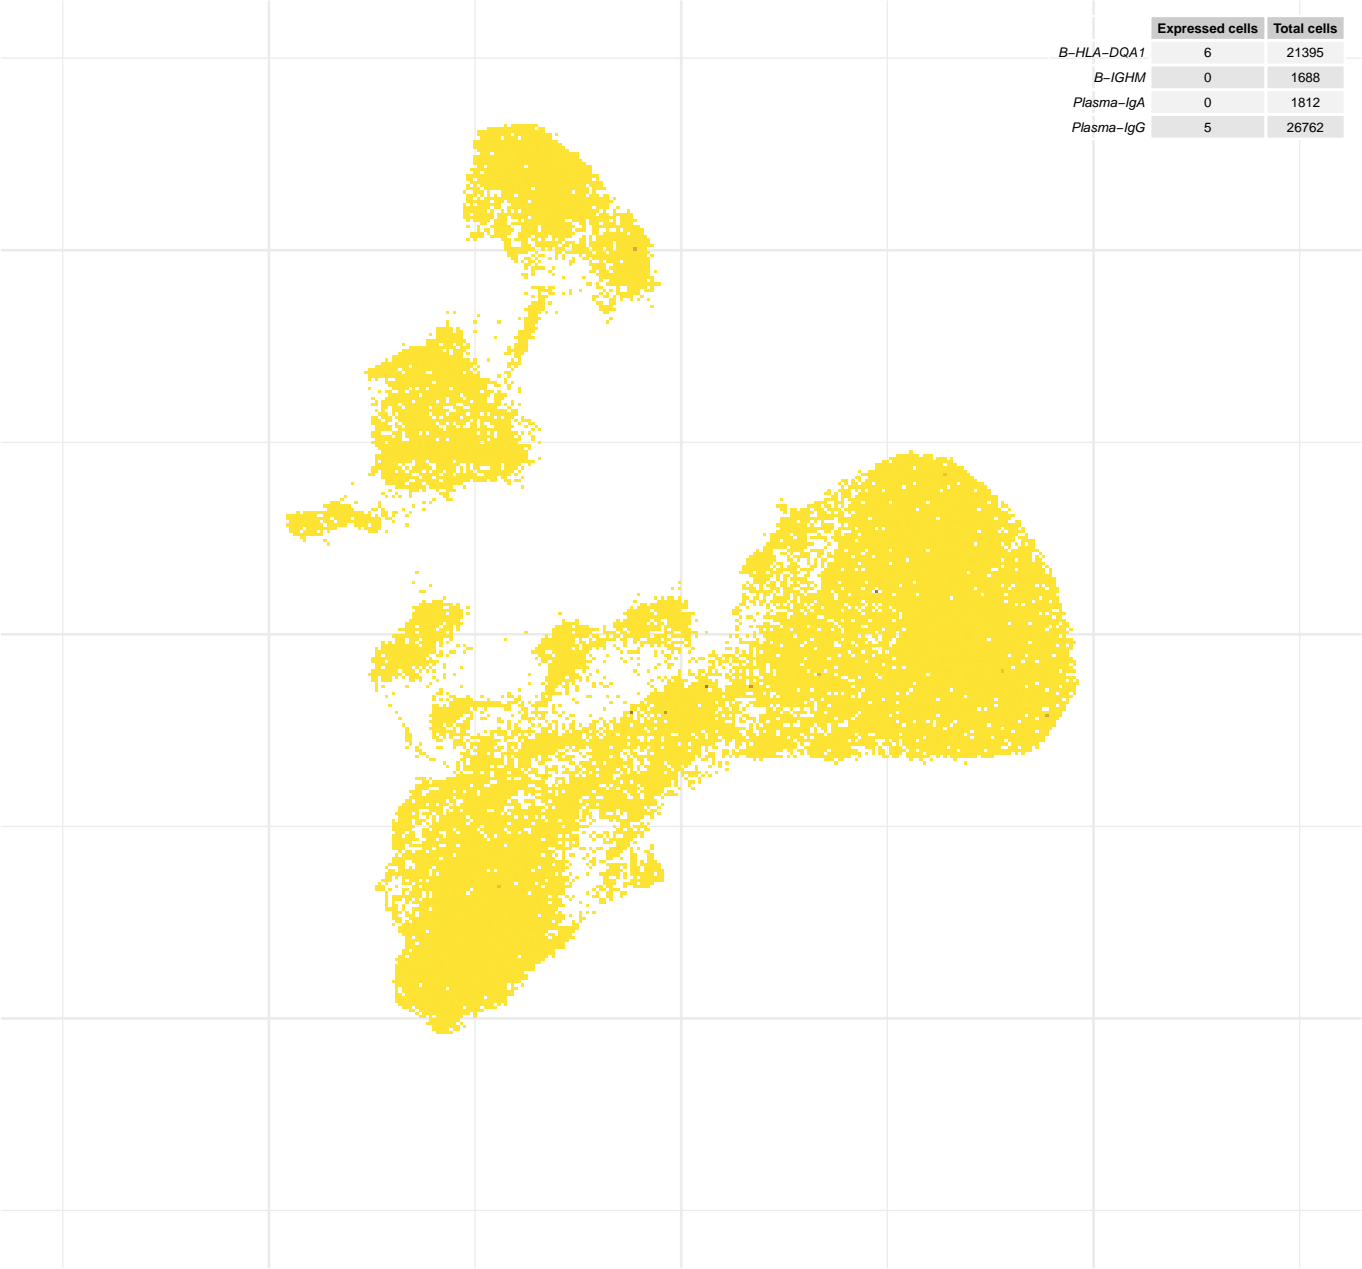 Expressed cells Total cells
B−HLA−DQA1 6 21395
B−IGHM 0 1688
Plasma−IgA 0 1812
Plasma−IgG 5 26762